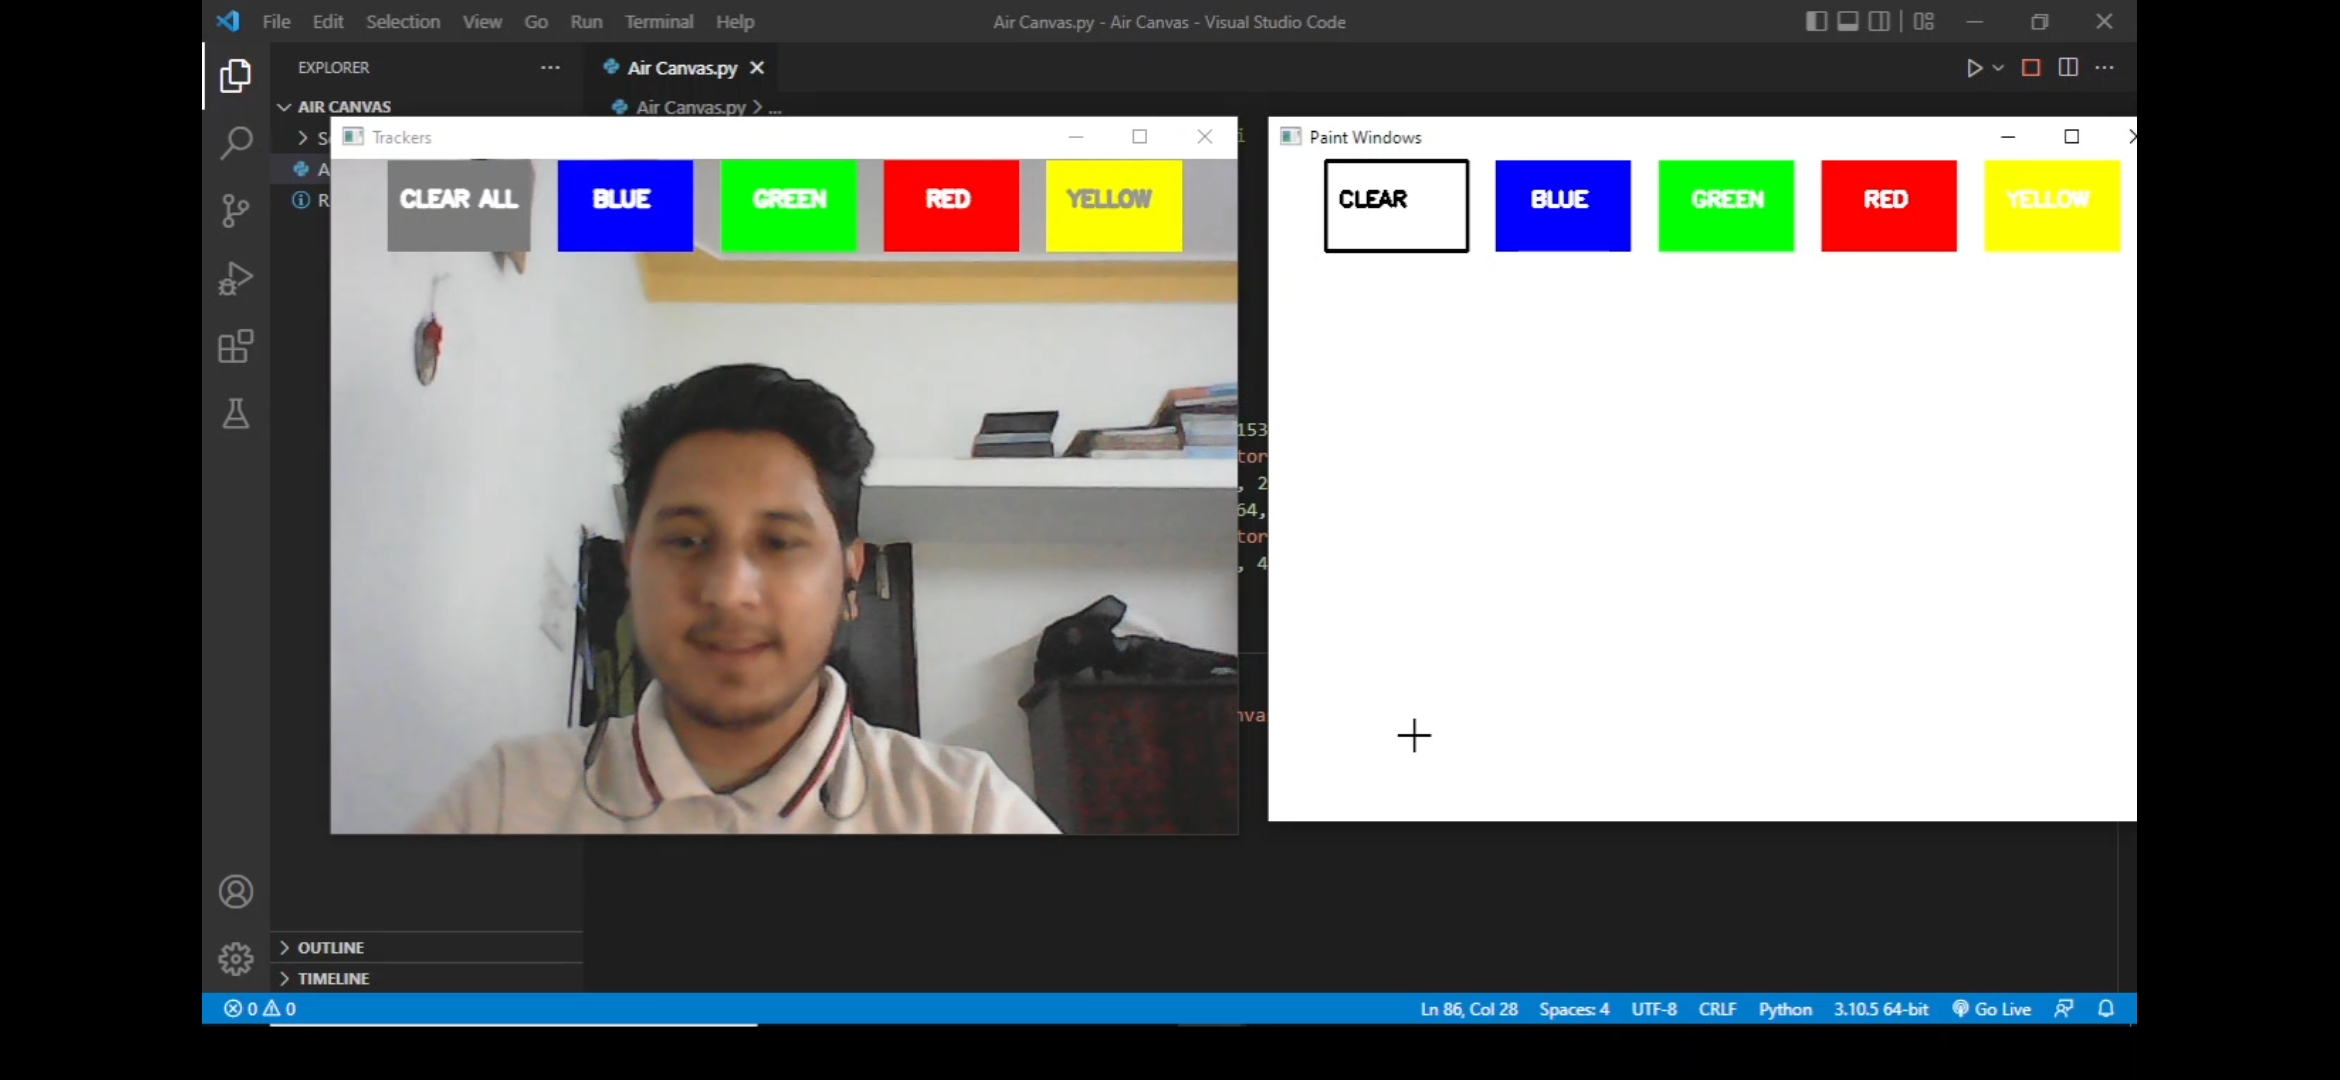 File Edit Selection View Go Run Terminal Help
Air Canvas.py - Air Canvas - Visual Studio Code
EXPLORER
Air Canvas.py
AIR CANVAS
Air Canvas.py > ...
Trackers
CLEAR ALL BLUE GREEN RED YELLOW
Paint Windows
CLEAR BLUE GREEN RED YELLOW
153
tor
, 2
64,
tor
, 4
nva
OUTLINE
TIMELINE
0 0
Ln 86, Col 28 Spaces: 4 UTF-8 CRLF Python 3.10.5 64-bit Go Live